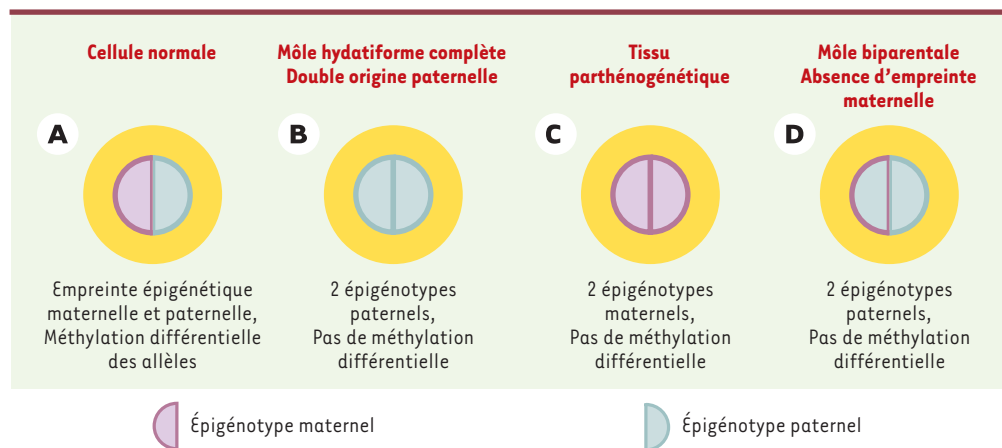 Cellule normale
Môle hydatiforme complète
Double origine paternelle
Tissu
parthénogénétique
Môle biparentale
Absence d’empreinte
maternelle
A
B
C
D
Empreinte épigénétique
maternelle et paternelle,
Méthylation différentielle
des allèles
2 épigénotypes
paternels,
Pas de méthylation
différentielle
2 épigénotypes
maternels,
Pas de méthylation
différentielle
2 épigénotypes
paternels,
Pas de méthylation
différentielle
Épigénotype maternel
Épigénotype paternel